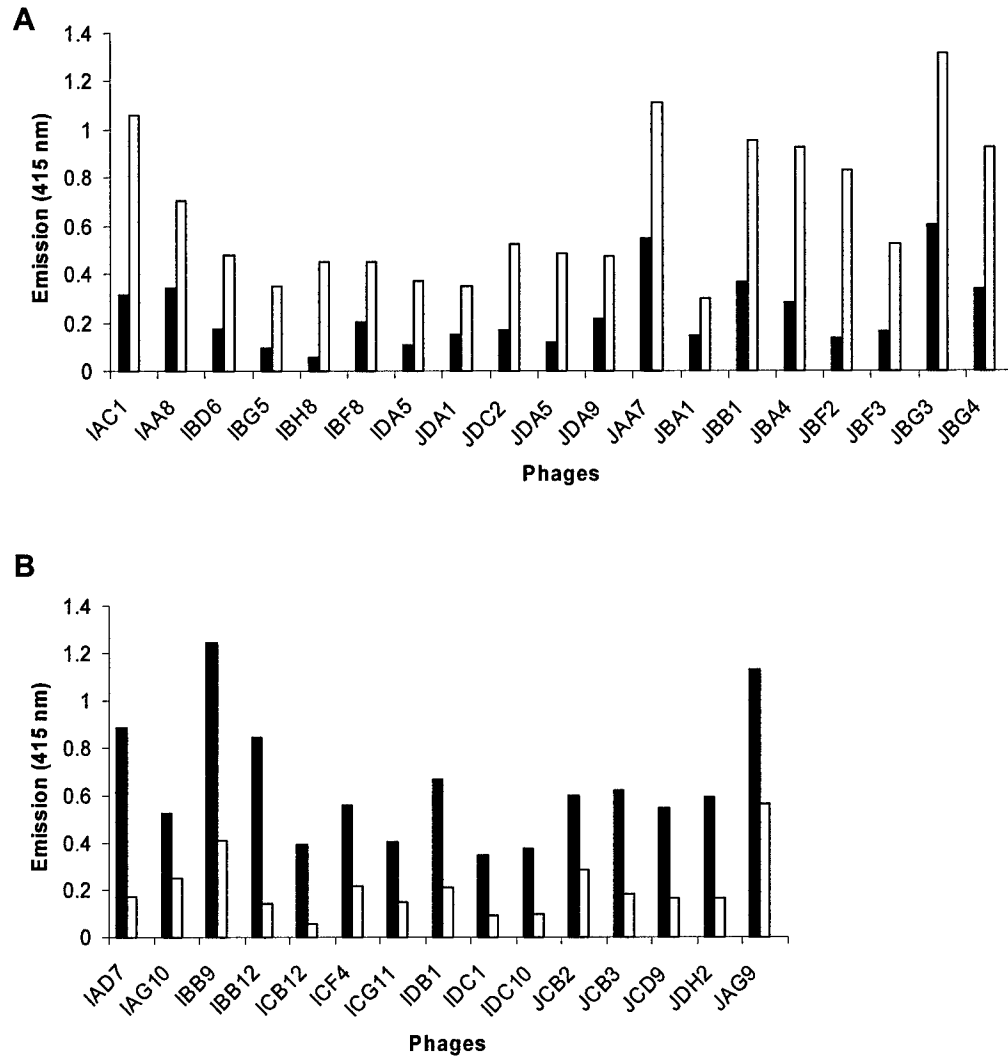 A
1.4
1.2
1
0.8
0.6
0.4
0.2
0
Emission (415 nm)
IAC1
IAA8
IBD6
IBG5
IBH8
IBF8
IDA5
JDA1
JDC2
JDA5
JDA9
JAA7
JBA1
JBB1
JBA4
JBF2
JBF3
JBG3
JBG4
Phages
B
1.4
1.2
1
0.8
0.6
0.4
0.2
0
Emission (415 nm)
IAD7
IAG10
IBB9
IBB12
ICB12
ICF4
ICG11
IDB1
IDC1
IDC10
JCB2
JCB3
JCD9
JDH2
JAG9
Phages